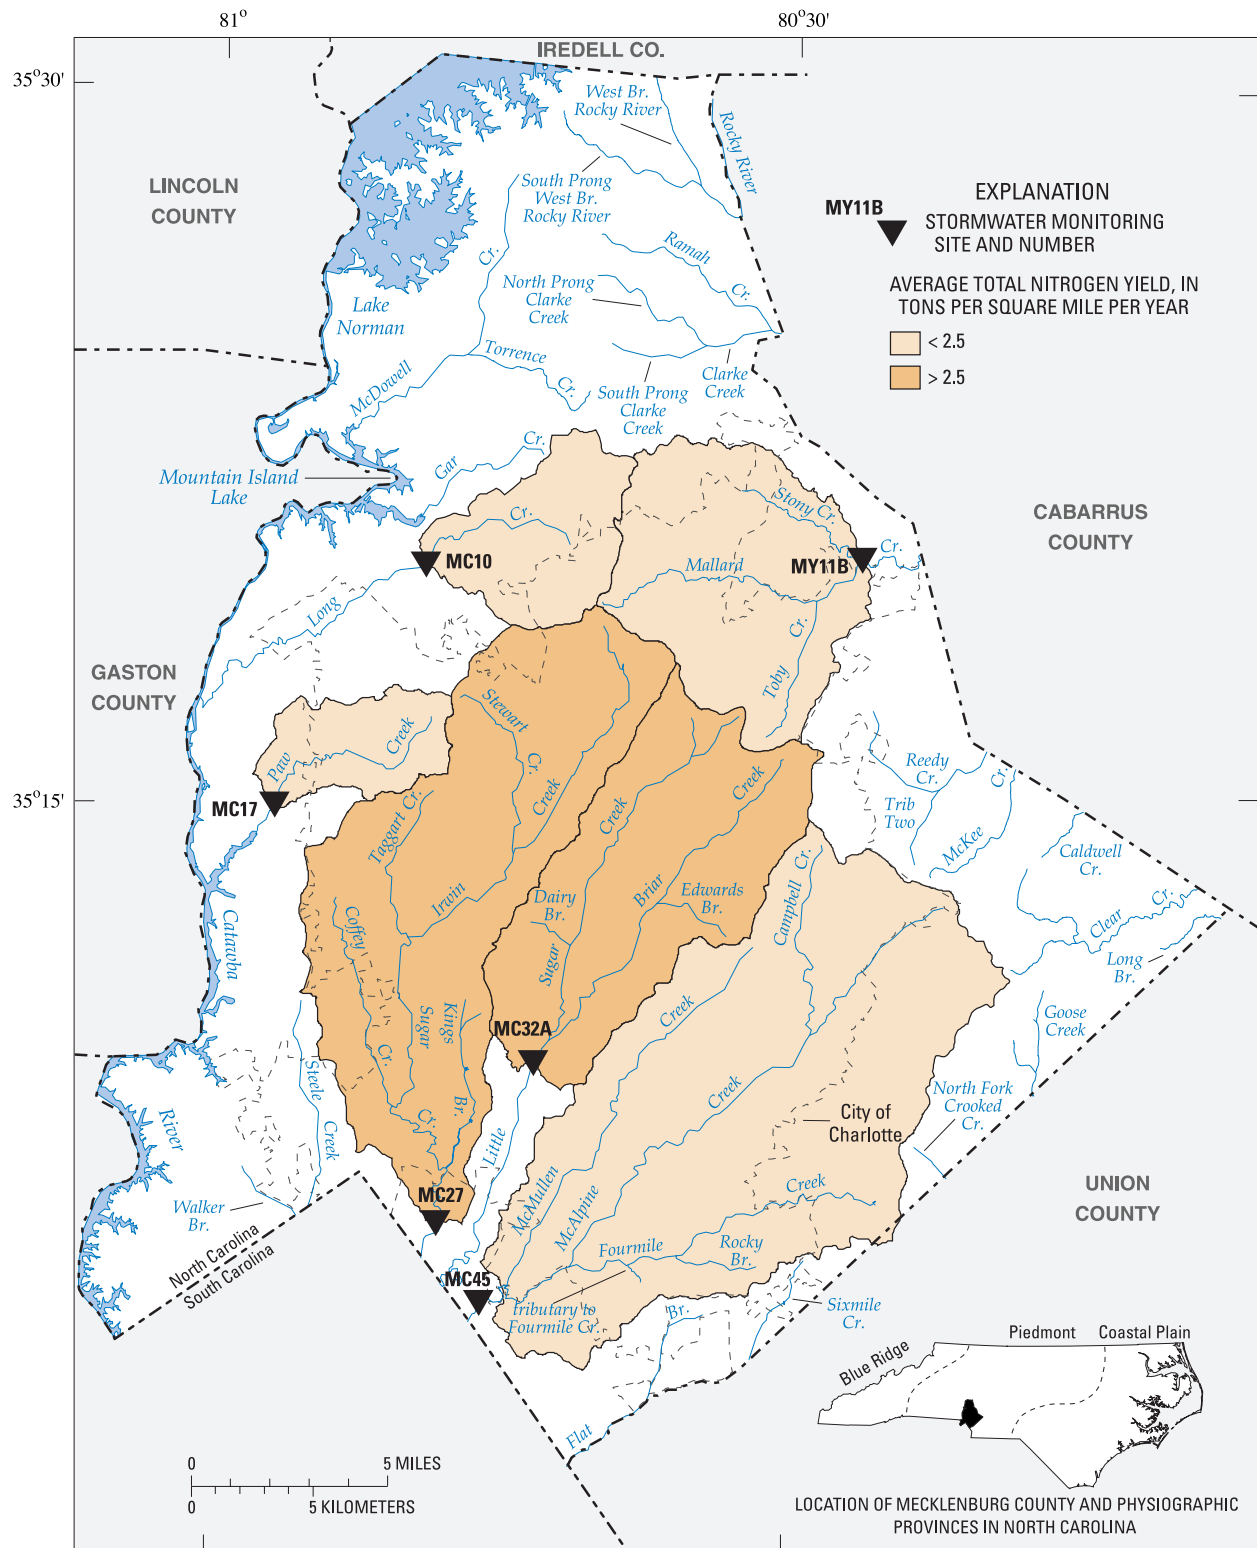 81°
80°30'
35°30'
IREDELL CO.
West Br.
Rocky River
Rocky River
LINCOLN
COUNTY
South Prong
West Br.
Rocky River
EXPLANATION
MY11B
STORMWATER MONITORING
SITE AND NUMBER
AVERAGE TOTAL NITROGEN YIELD, IN
TONS PER SQUARE MILE PER YEAR
< 2.5
> 2.5
Cr.
Ramah
Cr.
North Prong
Clarke
Creek
Lake
Norman
Torrence
Cr.
McDowell
South Prong
Clarke
Creek
Clarke
Creek
Mountain Island
Lake
Gar
Cr.
Cr.
Stony Cr.
CABARRUS
COUNTY
MC10
Mallard
MY11B
Cr.
Long
Cr.
Toby
GASTON
COUNTY
Stewart
Cr.
Creek
Paw
Creek
Reedy
Cr.
Cr.
35°15'
MC17
Taggart Cr.
Creek
Creek
Trib
Two
McKee
Caldwell
Cr.
Irwin
Dairy
Br.
Briar
Edwards
Br.
Campbell Cr.
Clear
Cr.
Long
Br.
Coffey
Cr.
Catawba
Sugar
Kings
Br.
Sugar
Creek
Goose
Creek
MC32A
Steele
Creek
Creek
North Fork
Crooked
Cr.
City of
Charlotte
River
Cr.
Little
Walker
Br.
MC27
McMullen
McAlpine
Creek
UNION
COUNTY
North Carolina
South Carolina
Fourmile
Rocky
Br.
MC45
Tributary to
Fourmile Cr.
Br.
Sixmile
Cr.
Flat
Blue Ridge
Piedmont
Coastal Plain
0
5 MILES
0
5 KILOMETERS
LOCATION OF MECKLENBURG COUNTY AND PHYSIOGRAPHIC
PROVINCES IN NORTH CAROLINA